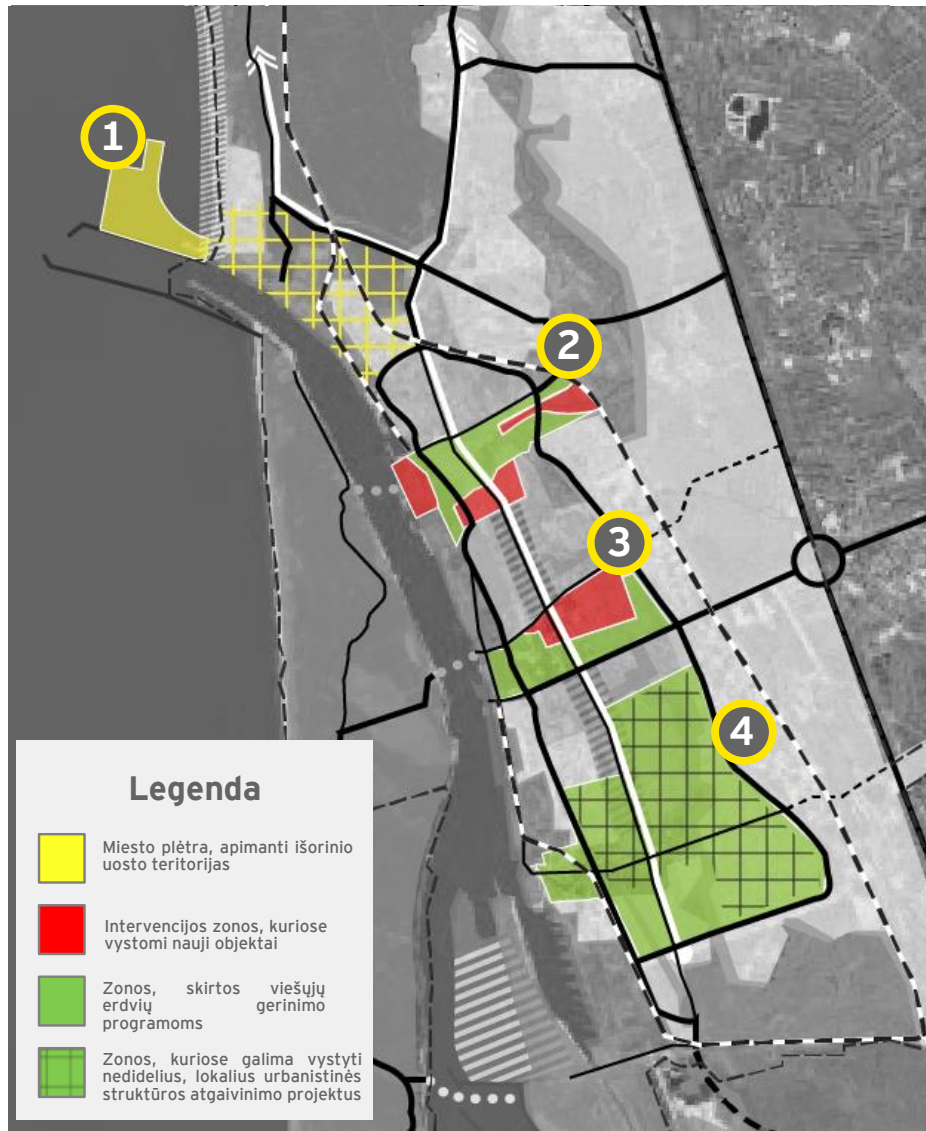 1
2
3
4
Legenda
Miesto plėtra, apimanti išorinio
uosto teritorijas
Intervencijos zonos, kuriose
vystomi nauji objektai
Zonos, skirtos viešųjų
erdvių gerinimo
programoms
Zonos, kuriose galima vystyti
nedidelius, lokalius urbanistinės
struktūros atgaivinimo projektus